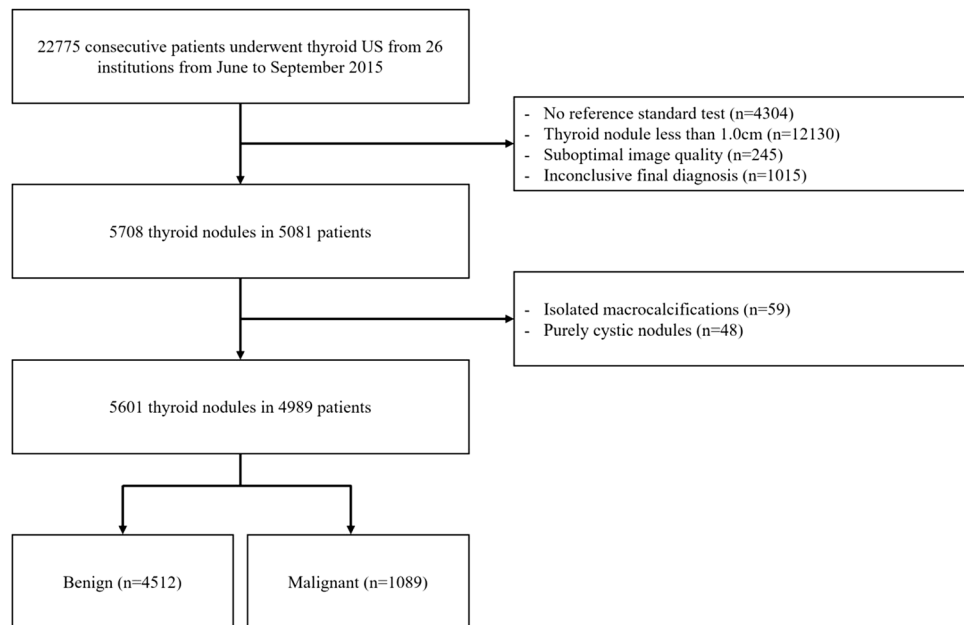 22775 consecutive patients underwent thyroid US from 26
institutions from June to September 2015
- No reference standard test (n=4304)
- Thyroid nodule less than 1.0cm (n=12130)
- Suboptimal image quality (n=245)
- Inconclusive final diagnosis (n=1015)
5708 thyroid nodules in 5081 patients
- Isolated macrocalcifications (n=59)
- Purely cystic nodules (n=48)
5601 thyroid nodules in 4989 patients
Benign (n=4512)
Malignant (n=1089)